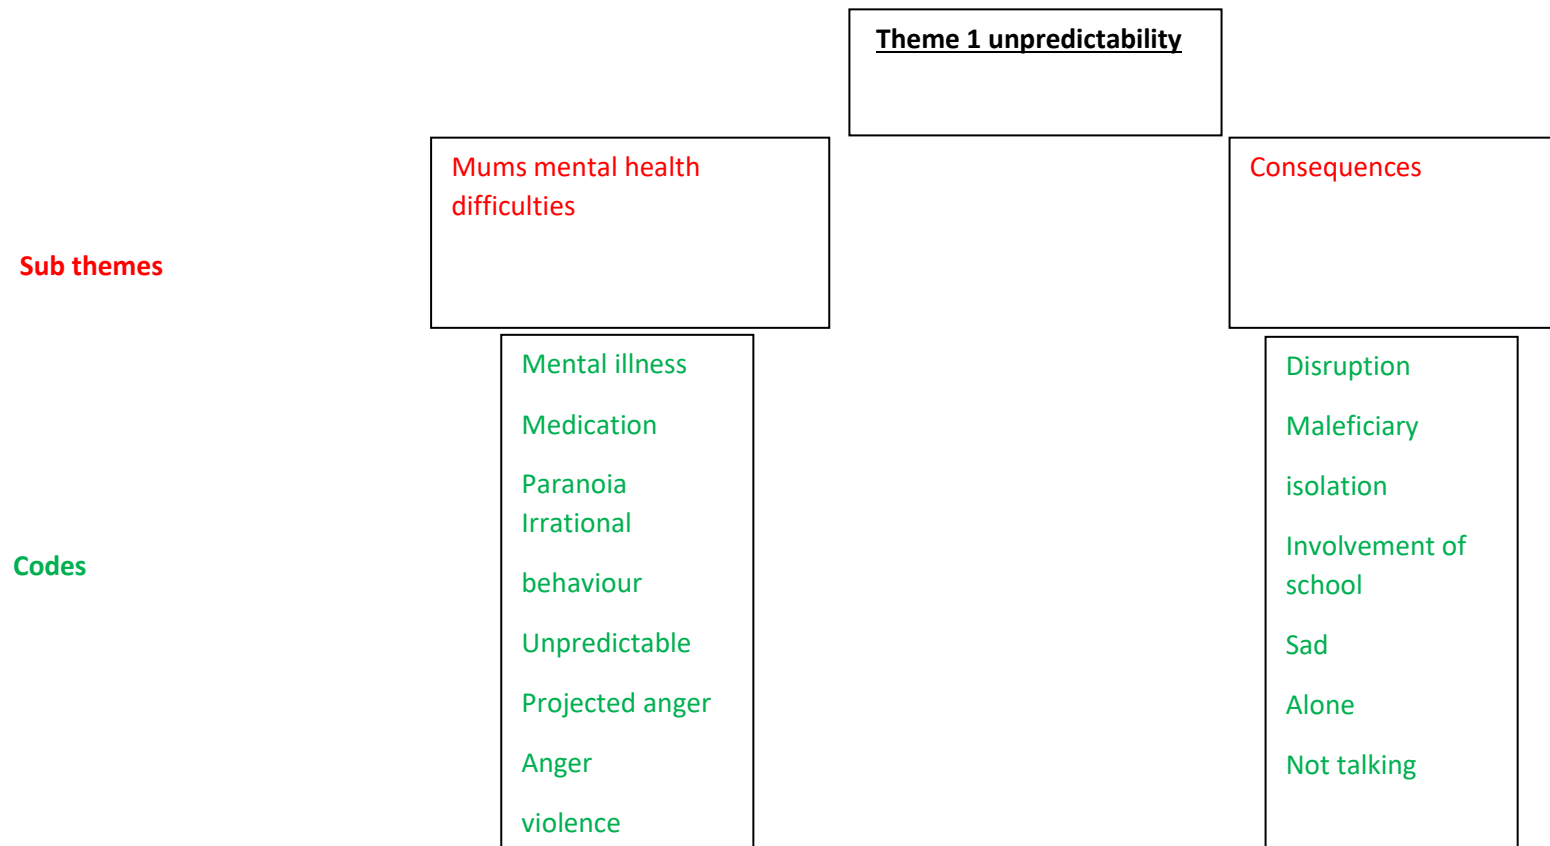 Theme 1 unpredictability
Mums mental health
difficulties
Consequences
Sub themes
Mental illness
Medication
Paranoia
Irrational
behaviour
Unpredictable
Projected anger
Anger
violence
Disruption
Maleficiary
isolation
Involvement of
school
Sad
Alone
Not talking
Codes